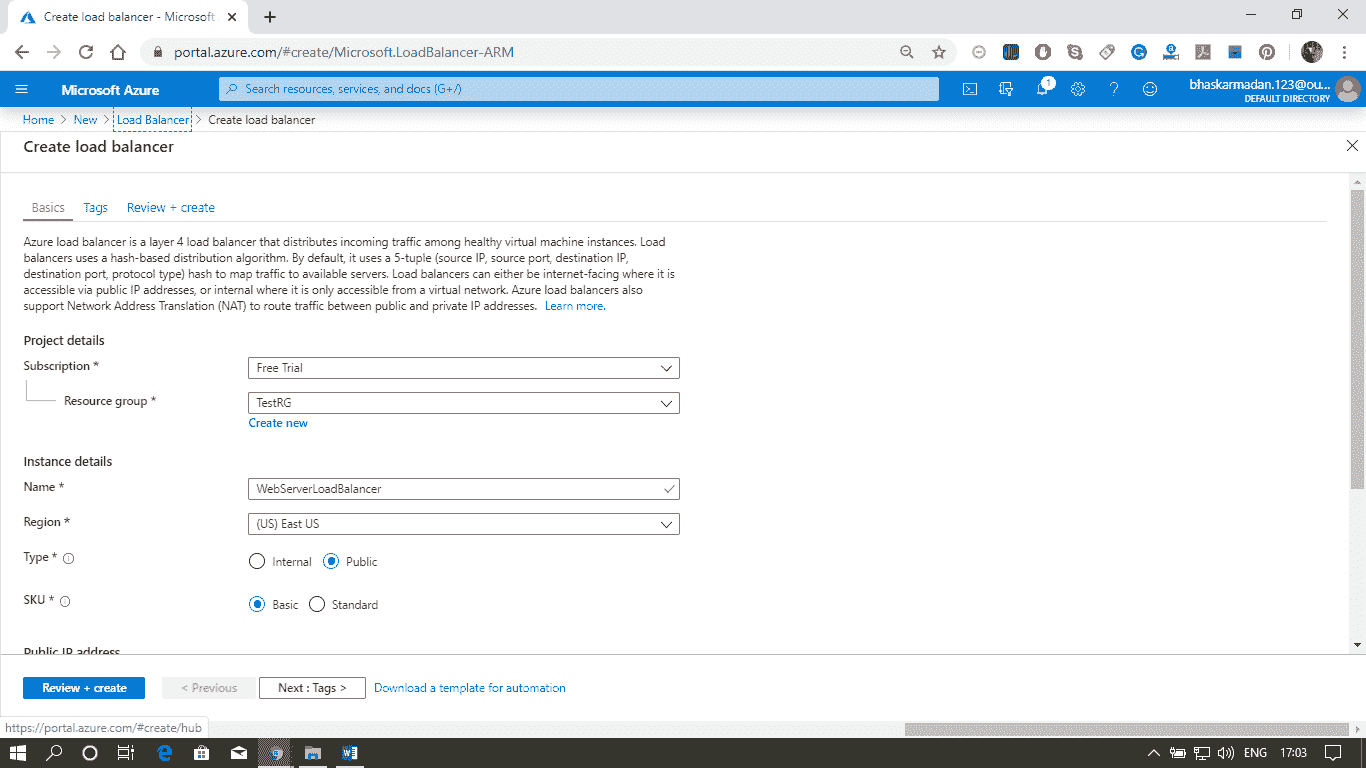 Create load balancer - Microsoft
portal.azure.com/#create/Microsoft.LoadBalancer-ARM
Microsoft Azure
Search resources, services, and docs (G+/)
1
bhaskarmadan.123@ou...
DEFAULT DIRECTORY
Home > New > Load Balancer > Create load balancer
Create load balancer
Basics Tags Review + create
Azure load balancer is a layer 4 load balancer that distributes incoming traffic among healthy virtual machine instances. Load
balancers uses a hash-based distribution algorithm. By default, it uses a 5-tuple (source IP, source port, destination IP,
destination port, protocol type) hash to map traffic to available servers. Load balancers can either be internet-facing where it is
accessible via public IP addresses, or internal where it is only accessible from a virtual network. Azure load balancers also
support Network Address Translation (NAT) to route traffic between public and private IP addresses. Learn more.
Project details
Subscription * Free Trial
Resource group * TestRG
Create new
Instance details
Name * WebServerLoadBalancer
Region * (US) East US
Type * Internal Public
SKU * Basic Standard
Public IP address
Review + create < Previous Next : Tags > Download a template for automation
https://portal.azure.com/#create/hub
ENG 17:03